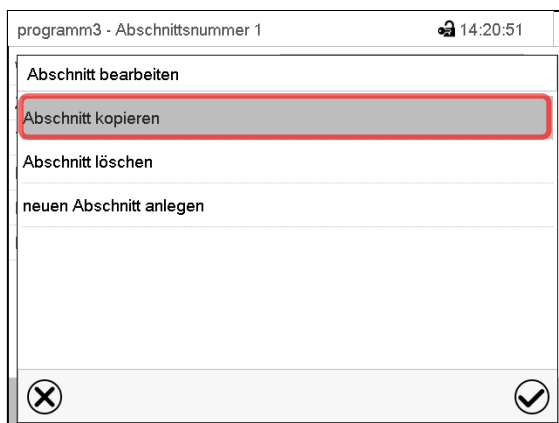 programm3 - Abschnittsnummer 1 14:20:51
Abschnitt bearbeiten
Abschnitt kopieren
Abschnitt löschen
neuen Abschnitt anlegen